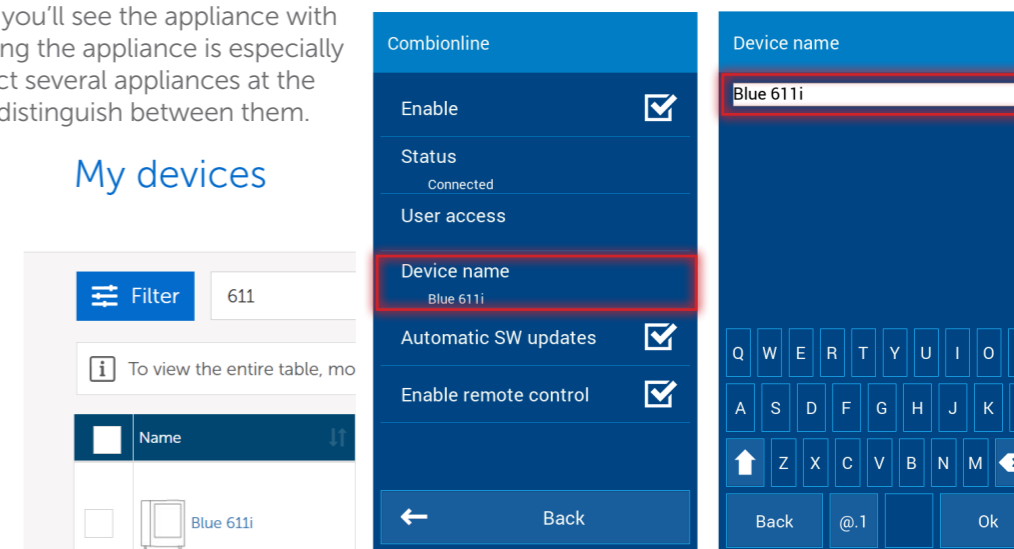 you'll see the appliance with
ng the appliance is especially
ct several appliances at the
distinguish between them.
My devices
Filter
611
i To view the entire table, mo
Name
Blue 611i
Combionline
Enable
Status
Connected
User access
Device name
Blue 611i
Automatic SW updates
Enable remote control
Back
Device name
Blue 611i
Q W E R T Y U I O
A S D F G H J K
Z X C V B N M
Back @.1 Ok